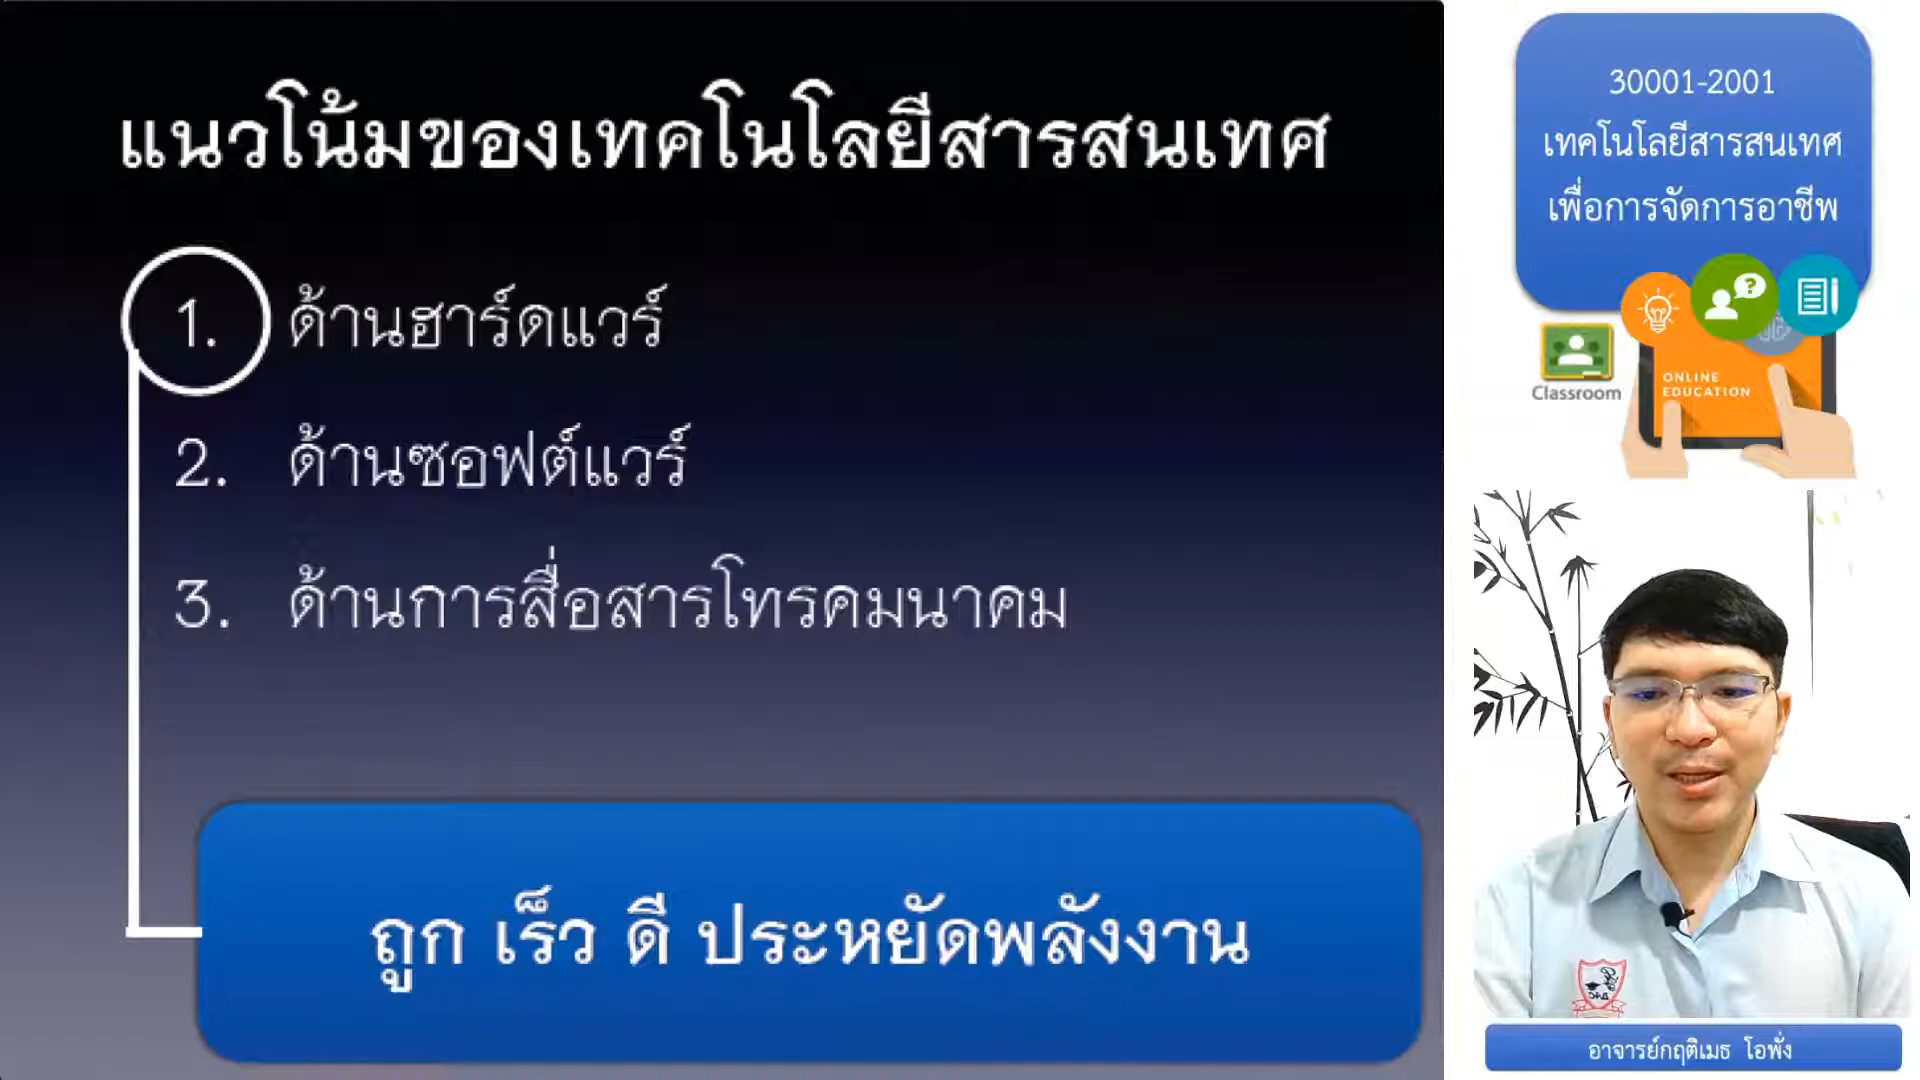 แนวโน้มของเทคโนโลยีสารสนเทศ
1. ด้านฮาร์ดแวร์
2. ด้านซอฟต์แวร์
3. ด้านการสื่อสารโทรคมนาคม
ถูก เร็ว ดี ประหยัดพลังงาน
30001-2001
เทคโนโลยีสารสนเทศ
เพื่อการจัดการอาชีพ
?
Classroom
ONLINE
EDUCATION
อาจารย์กฤติเมธ โอพั่ง